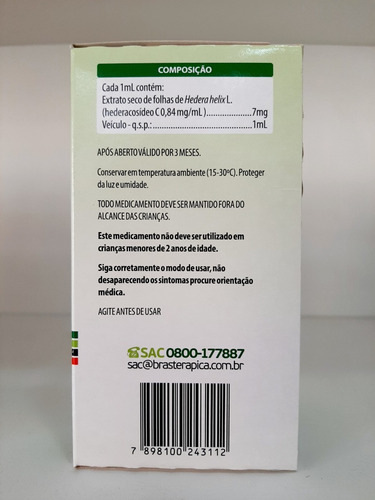 COMPOSIÇÃO
Cada 1mL contém:
Extrato seco de folhas de Hedera helix L.
(hederacosídeo C 0,84 mg/mL).....................7mg
Veículo - q.s.p.:................................................1mL
APÓS ABERTO VÁLIDO POR 3 MESES.
Conservar em temperatura ambiente (15-30ºC). Proteger
da luz e umidade.
TODO MEDICAMENTO DEVE SER MANTIDO FORA DO
ALCANCE DAS CRIANÇAS.
Este medicamento não deve ser utilizado em
crianças menores de 2 anos de idade.
Siga corretamente o modo de usar, não
desaparecendo os sintomas procure orientação
médica.
AGITE ANTES DE USAR
SAC 0800-177887
sac@brasterapica.com.br
7 898100 243112